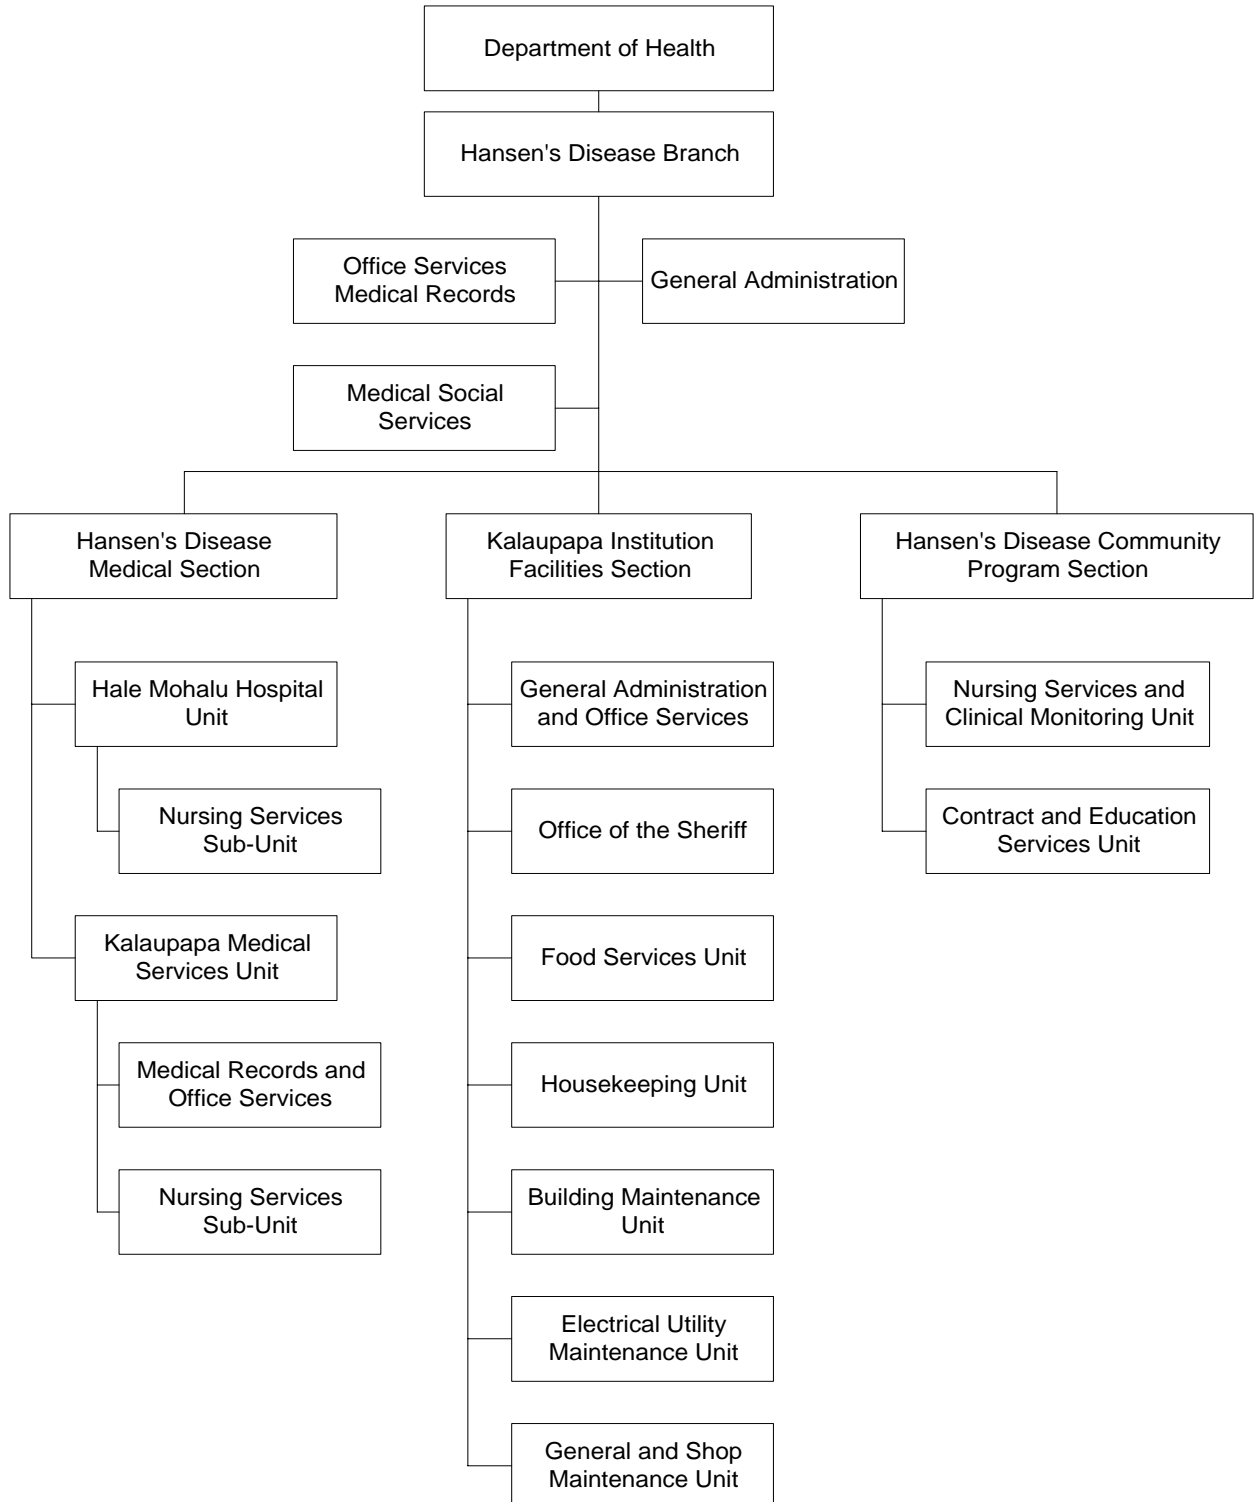 Department of Health
Hansen's Disease Branch
Office Services
Medical Records
General Administration
Medical Social
Services
Hansen's Disease
Medical Section
Kalaupapa Institution
Facilities Section
Hansen's Disease Community
Program Section
Hale Mohalu Hospital
Unit
Nursing Services
Sub-Unit
Kalaupapa Medical
Services Unit
Medical Records and
Office Services
Nursing Services
Sub-Unit
General Administration
and Office Services
Office of the Sheriff
Food Services Unit
Housekeeping Unit
Building Maintenance
Unit
Electrical Utility
Maintenance Unit
General and Shop
Maintenance Unit
Nursing Services and
Clinical Monitoring Unit
Contract and Education
Services Unit